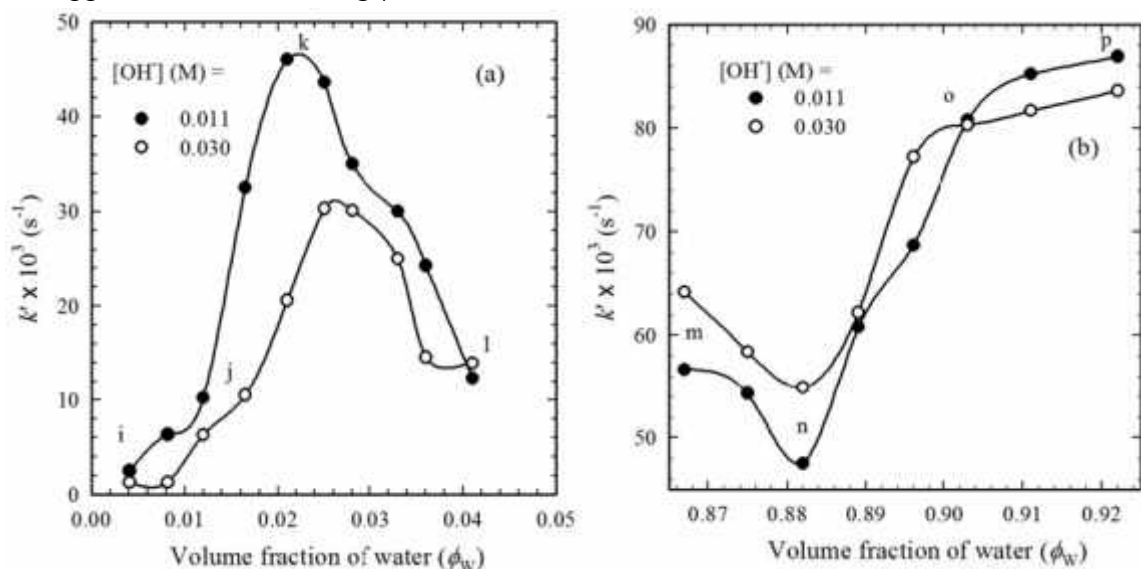 50
40
30
20
10
0
k' x 10³ (s⁻¹)
[OH⁻] (M) =
0.011
0.030
(a)
i
j
k
l
0.00 0.01 0.02 0.03 0.04 0.05
Volume fraction of water (ϕ_W)
90
80
70
60
50
k' x 10³ (s⁻¹)
[OH⁻] (M) =
0.011
0.030
(b)
m
n
o
p
0.87 0.88 0.89 0.90 0.91 0.92
Volume fraction of water (ϕ_W)